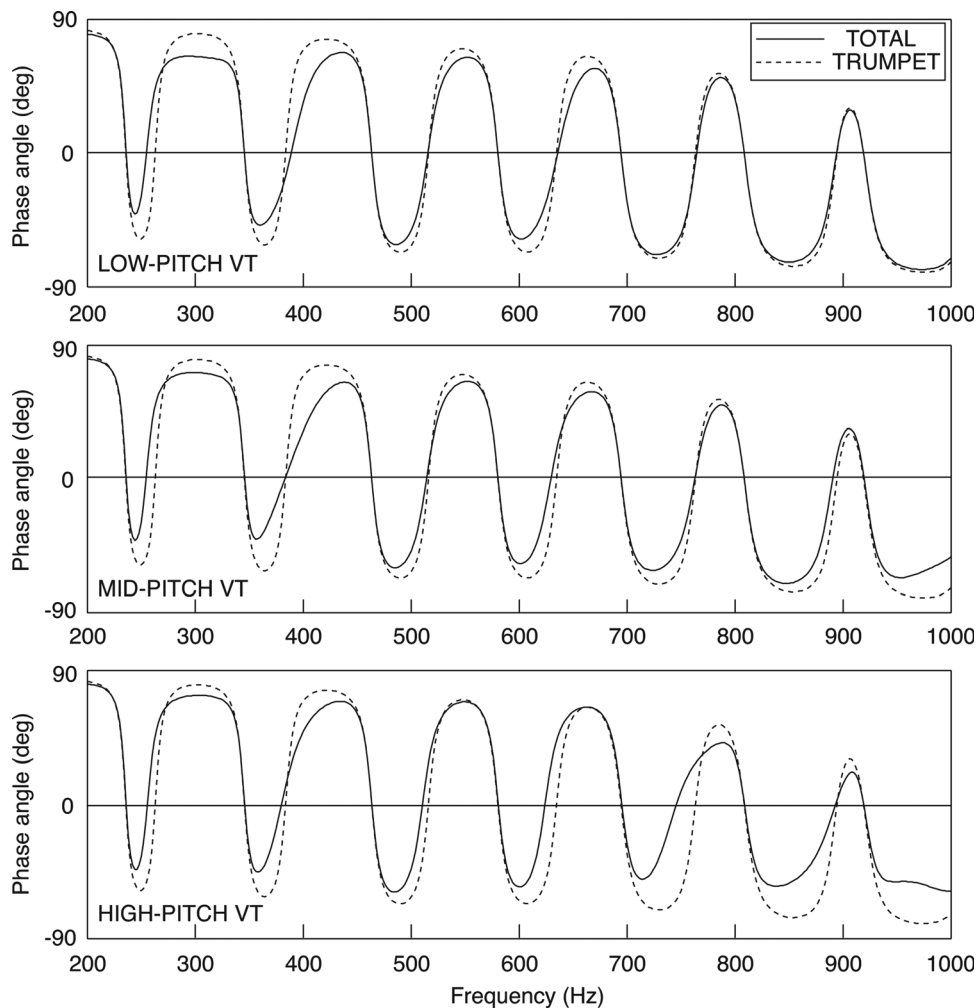 90
TOTAL
TRUMPET
Phase angle (deg)
0
LOW-PITCH VT
-90
200 300 400 500 600 700 800 900 1000
90
Phase angle (deg)
0
MID-PITCH VT
-90
200 300 400 500 600 700 800 900 1000
90
Phase angle (deg)
0
HIGH-PITCH VT
-90
200 300 400 500 600 700 800 900 1000
Frequency (Hz)